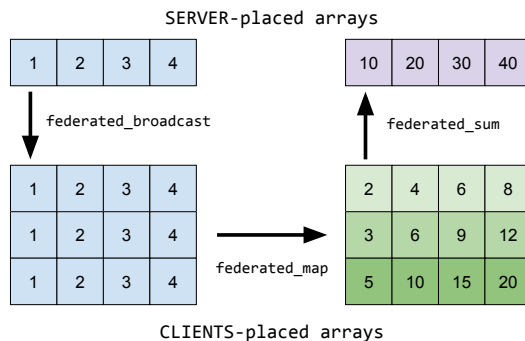 SERVER-placed arrays
1 2 3 4
10 20 30 40
federated_broadcast
federated_sum
1 2 3 4
1 2 3 4
1 2 3 4
federated_map
2 4 6 8
3 6 9 12
5 10 15 20
CLIENTS-placed arrays